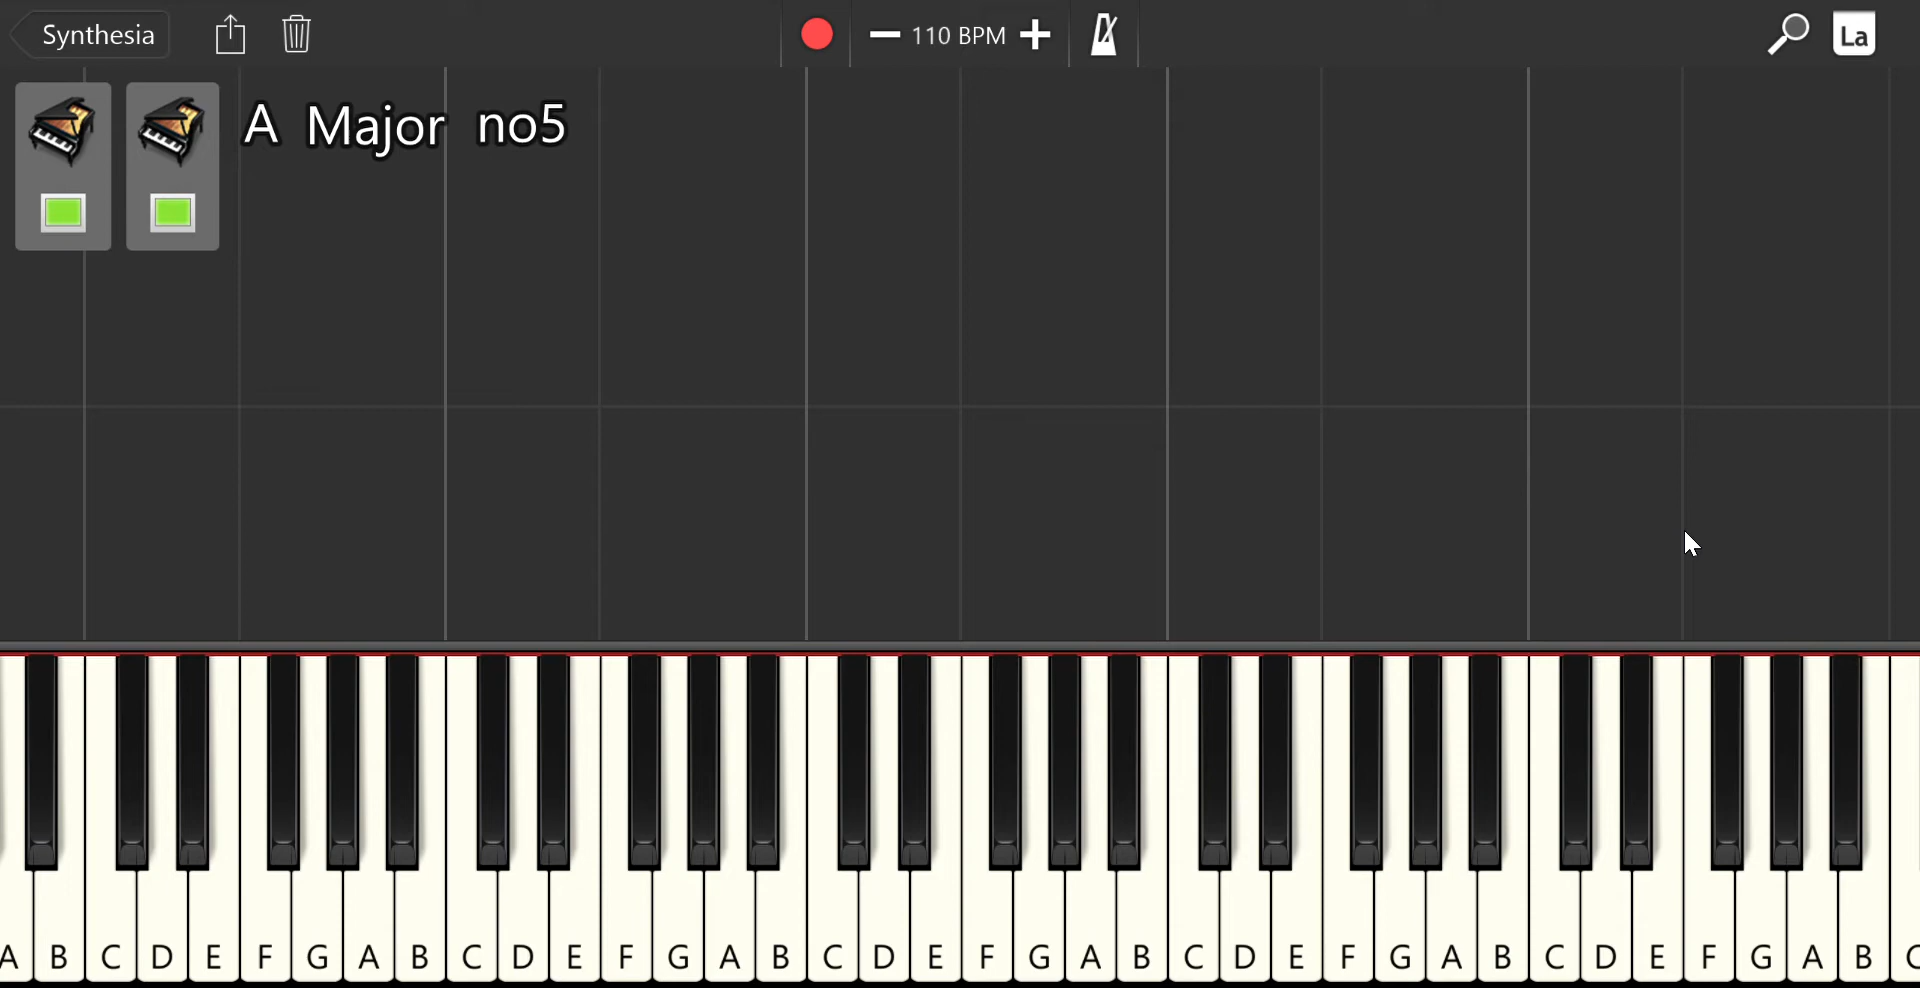 Synthesia
110 BPM
La
A Major no5
A B C D E F G A B C D E F G A B C D E F G A B C D E F G A B C D E F G A B C